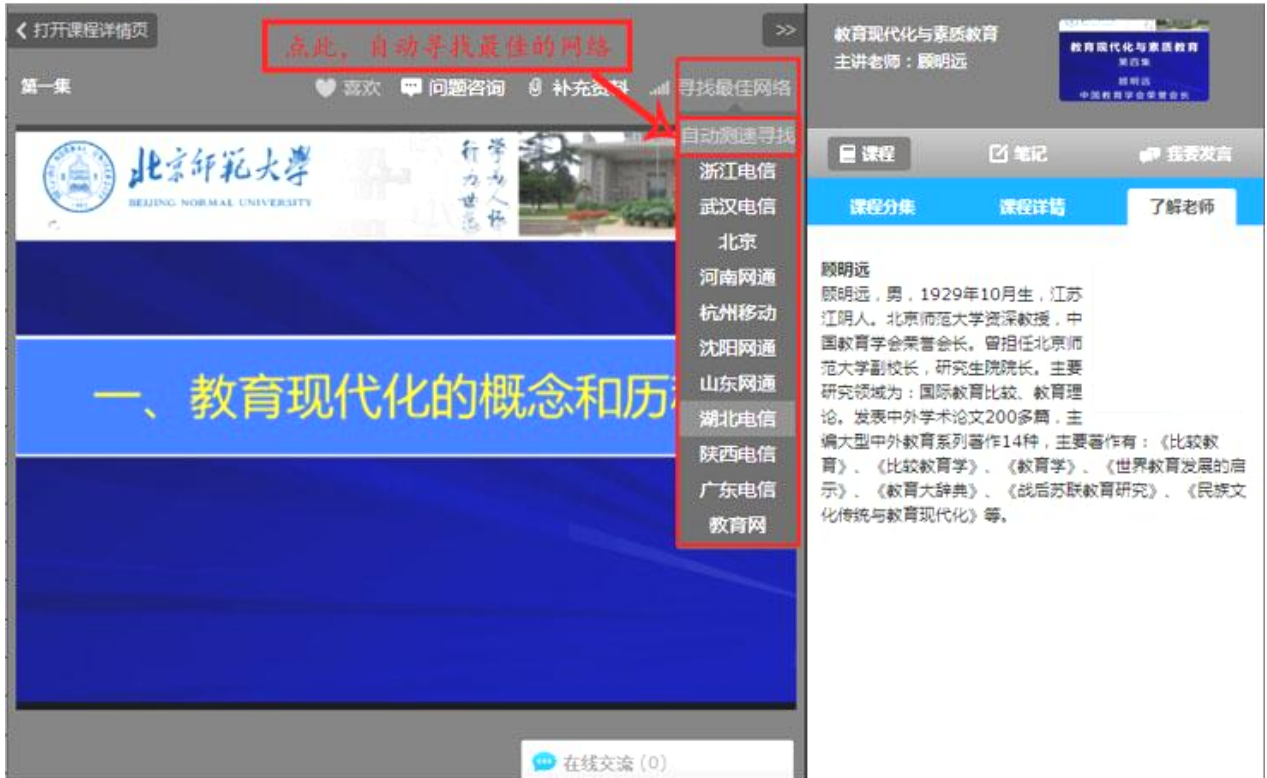 打开课程详情页
>>
点此，自动寻找最佳的网络
第一集
喜欢
问题咨询
补充资料
寻找最佳网络
自动测速寻找
浙江电信
武汉电信
北京
河南网通
杭州移动
沈阳网通
山东网通
湖北电信
陕西电信
广东电信
教育网
北京师范大学
BEIJING NORMAL UNIVERSITY
学为人师
行为世范
一、教育现代化的概念和历
在线交流 (0)
教育现代化与素质教育
主讲老师：顾明远
教育现代化与素质教育
第四集
顾明远
中国教育学会荣誉会长
课程
笔记
我要发言
课程分集
课程详情
了解老师
顾明远
顾明远，男，1929年10月生，江苏
江阴人。北京师范大学资深教授，中
国教育学会荣誉会长。曾担任北京师
范大学副校长，研究生院院长。主要
研究领域为：国际教育比较、教育理
论。发表中外学术论文200多篇，主
编大型中外教育系列著作14种，主要著作有：《比较教
育》、《比较教育学》、《教育学》、《世界教育发展的启
示》、《教育大辞典》、《战后苏联教育研究》、《民族文
化传统与教育现代化》等。